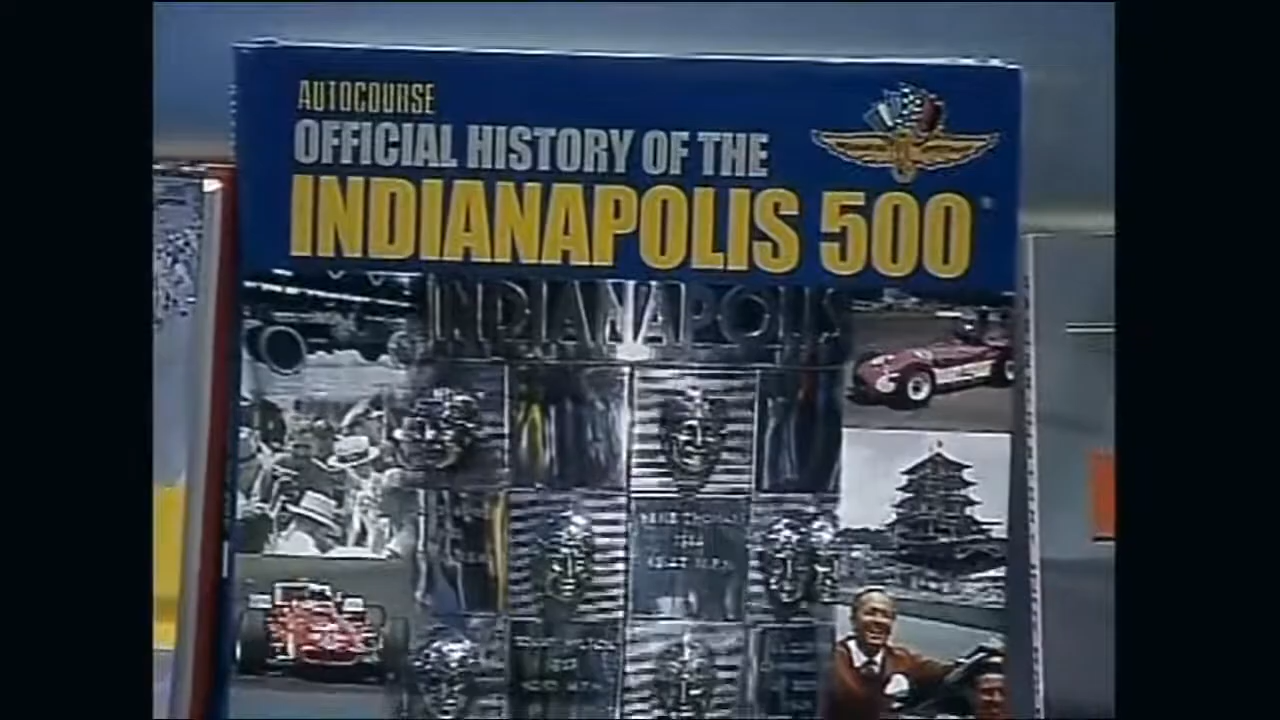 AUTOCOURSE
OFFICIAL HISTORY OF THE
INDIANAPOLIS 500
INDIANAPOLIS